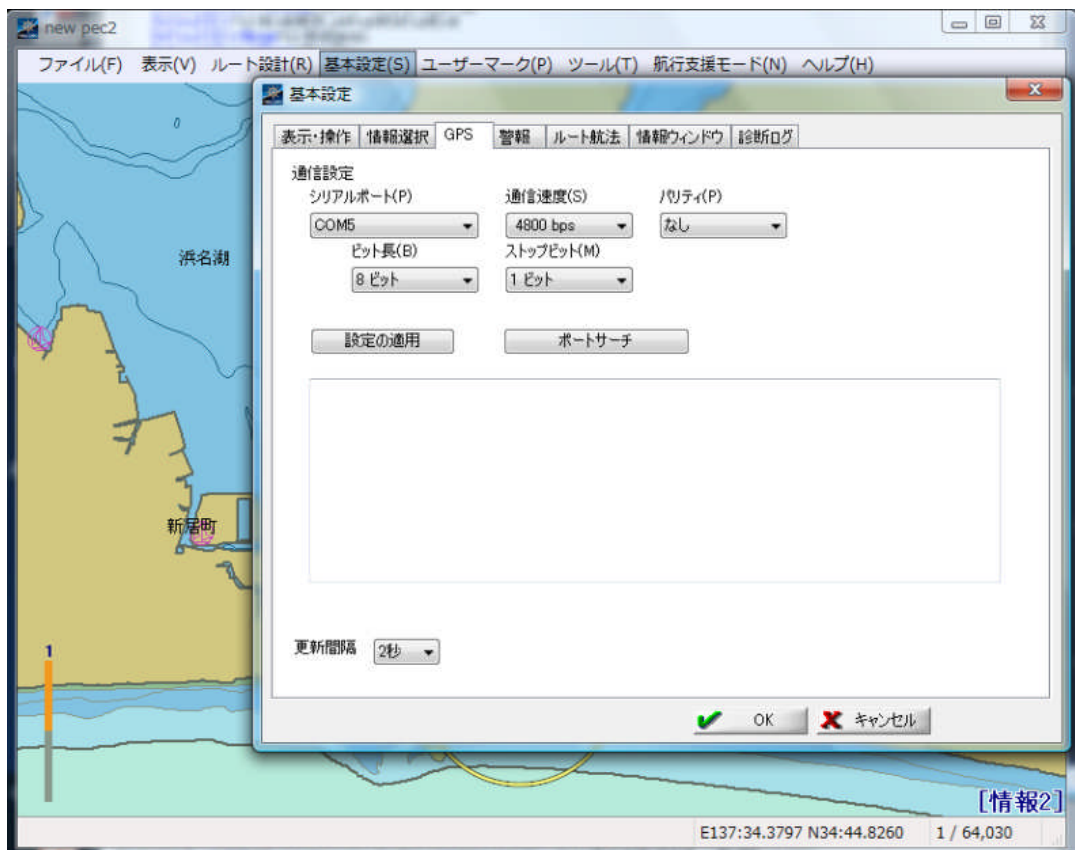 new pec2
ファイル(F) 表示(V) ルート設計(R) 基本設定(S) ユーザーマーク(P) ツール(T) 航行支援モード(N) ヘルプ(H)
基本設定
表示・操作 情報選択 GPS 警報 ルート航法 情報ウィンドウ 診断ログ
通信設定
シリアルポート(P) 通信速度(S) パリティ(P)
COM5 4800 bps なし
ビット長(B) ストップビット(M)
8 ビット 1 ビット
設定の適用 ポートサーチ
更新間隔 2秒
OK キャンセル
0
浜名湖
新居町
1
[情報2]
E137:34.3797 N34:44.8260 1 / 64,030